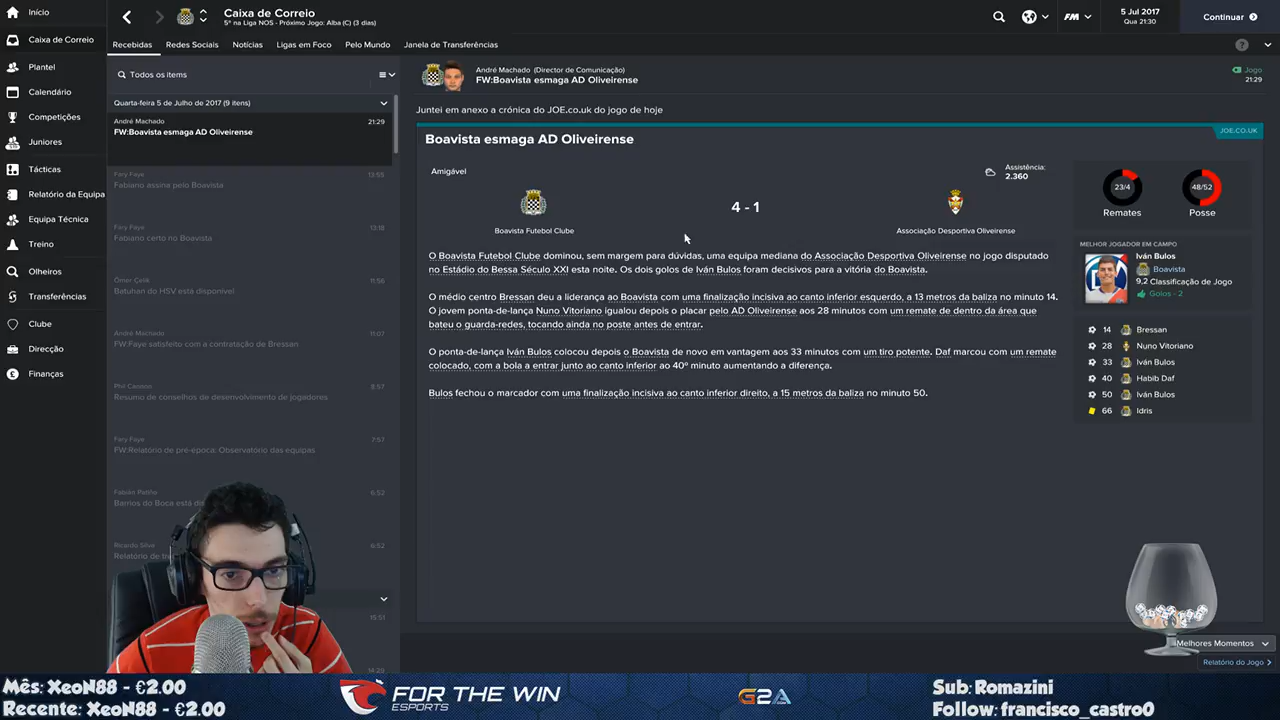 Início
Caixa de Correio
Plantel
Calendário
Competições
Juniores
Tácticas
Relatório da Equipa
Equipa Técnica
Treino
Olheiros
Transferências
Clube
Direcção
Finanças
Caixa de Correio
5º na Liga NOS - Próximo Jogo: Alba (C) (3 dias)
FM
5 Jul 2017
Qua 21:30
Continuar
Recebidas
Redes Sociais
Notícias
Ligas em Foco
Pelo Mundo
Janela de Transferências
?
Todos os items
Quarta-feira 5 de Julho de 2017 (9 itens)
André Machado
21:29
FW:Boavista esmaga AD Oliveirense
Fary Faye
13:55
Fabiano assina pelo Boavista
Fary Faye
13:18
Fabiano certo no Boavista
Ömer Çelik
11:56
Batuhan do HSV está disponível
André Machado
11:07
FW:Faye satisfeito com a contratação de Bressan
Phil Cannon
8:57
Resumo de conselhos de desenvolvimento de jogadores
Fary Faye
7:57
FW:Relatório de pré-época: Observatório das equipas
Fabián Patiño
6:52
Barrios do Boca está
Ricardo Silva
6:52
Relatório de
15:51
14:29
André Machado (Director de Comunicação)
FW:Boavista esmaga AD Oliveirense
Jogo
21:29
Juntei em anexo a crónica do JOE.co.uk do jogo de hoje
JOE.CO.UK
Boavista esmaga AD Oliveirense
Amigável
Assistência:
2.360
4 - 1
Boavista Futebol Clube
Associação Desportiva Oliveirense
O Boavista Futebol Clube dominou, sem margem para dúvidas, uma equipa mediana do Associação Desportiva Oliveirense no jogo disputado
no Estádio do Bessa Século XXI esta noite. Os dois golos de Iván Bulos foram decisivos para a vitória do Boavista.
O médio centro Bressan deu a liderança ao Boavista com uma finalização incisiva ao canto inferior esquerdo, a 13 metros da baliza no minuto 14.
O jovem ponta-de-lança Nuno Vitoriano igualou depois o placar pelo AD Oliveirense aos 28 minutos com um remate de dentro da área que
bateu o guarda-redes, tocando ainda no poste antes de entrar.
O ponta-de-lança Iván Bulos colocou depois o Boavista de novo em vantagem aos 33 minutos com um tiro potente. Daf marcou com um remate
colocado, com a bola a entrar junto ao canto inferior ao 40º minuto aumentando a diferença.
Bulos fechou o marcador com uma finalização incisiva ao canto inferior direito, a 15 metros da baliza no minuto 50.
23/4
48/52
Remates
Posse
MELHOR JOGADOR EM CAMPO
Iván Bulos
Boavista
9.2 Classificação de Jogo
Golos - 2
14 Bressan
28 Nuno Vitoriano
33 Iván Bulos
40 Habib Daf
50 Iván Bulos
66 Idris
Melhores Momentos
Relatório do Jogo
Mês: XeoN88 - €2.00
Recente: XeoN88 - €2.00
FOR THE WIN
ESPORTS
G2A
Sub: Romazini
Follow: francisco_castro0